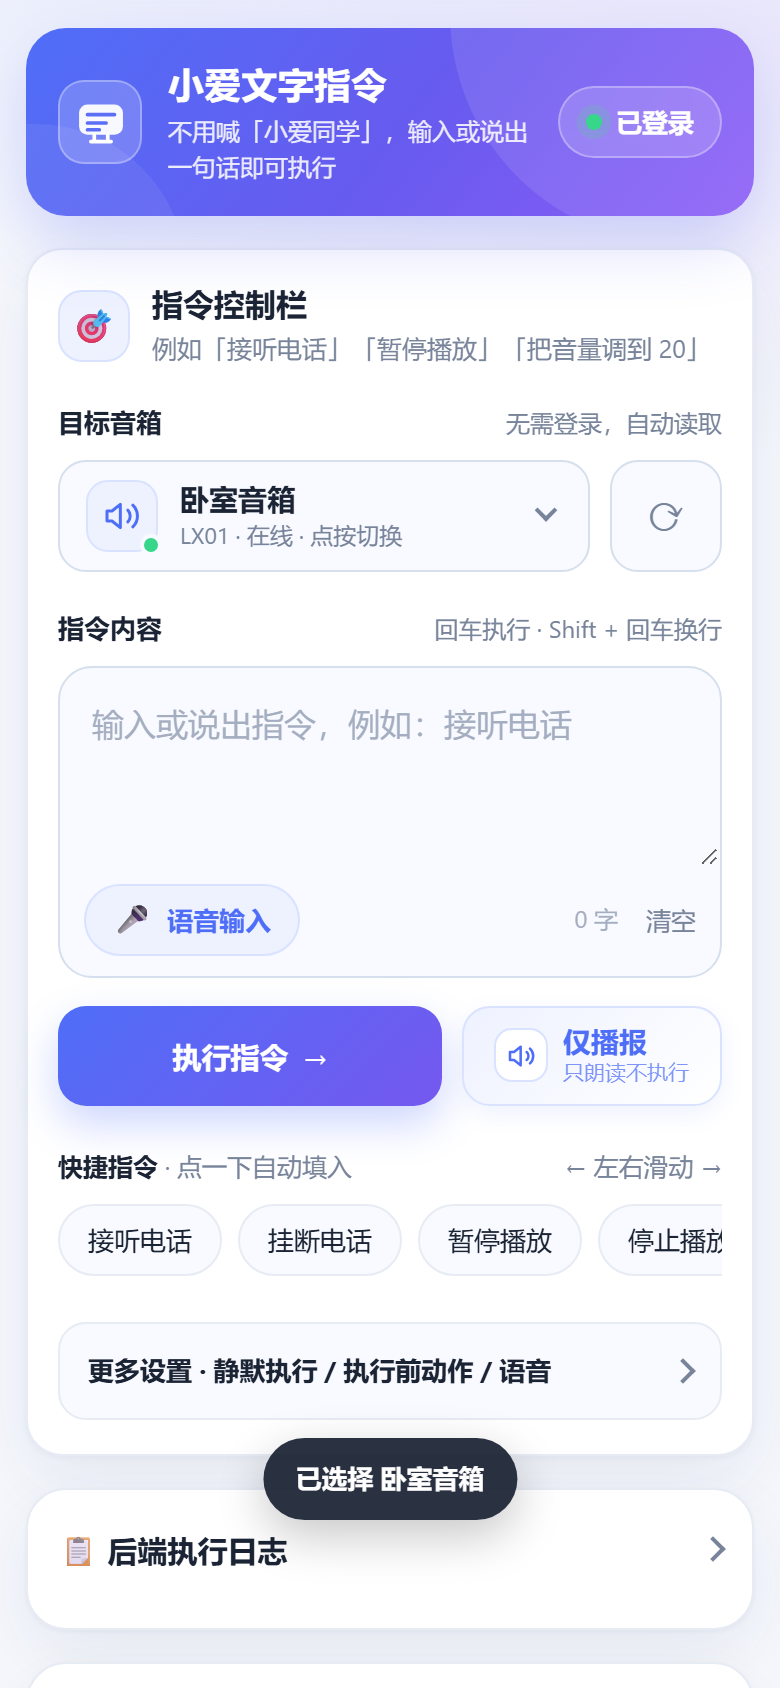 小爱文字指令
不用喊「小爱同学」，输入或说出
一句话即可执行
已登录
指令控制栏
例如「接听电话」「暂停播放」「把音量调到 20」
目标音箱
无需登录，自动读取
卧室音箱
LX01 · 在线 · 点按切换
指令内容
回车执行 · Shift + 回车换行
输入或说出指令，例如：接听电话
语音输入
0 字
清空
执行指令 →
仅播报
只朗读不执行
快捷指令 · 点一下自动填入
← 左右滑动 →
接听电话
挂断电话
暂停播放
停止播放
更多设置 · 静默执行 / 执行前动作 / 语音
已选择 卧室音箱
后端执行日志